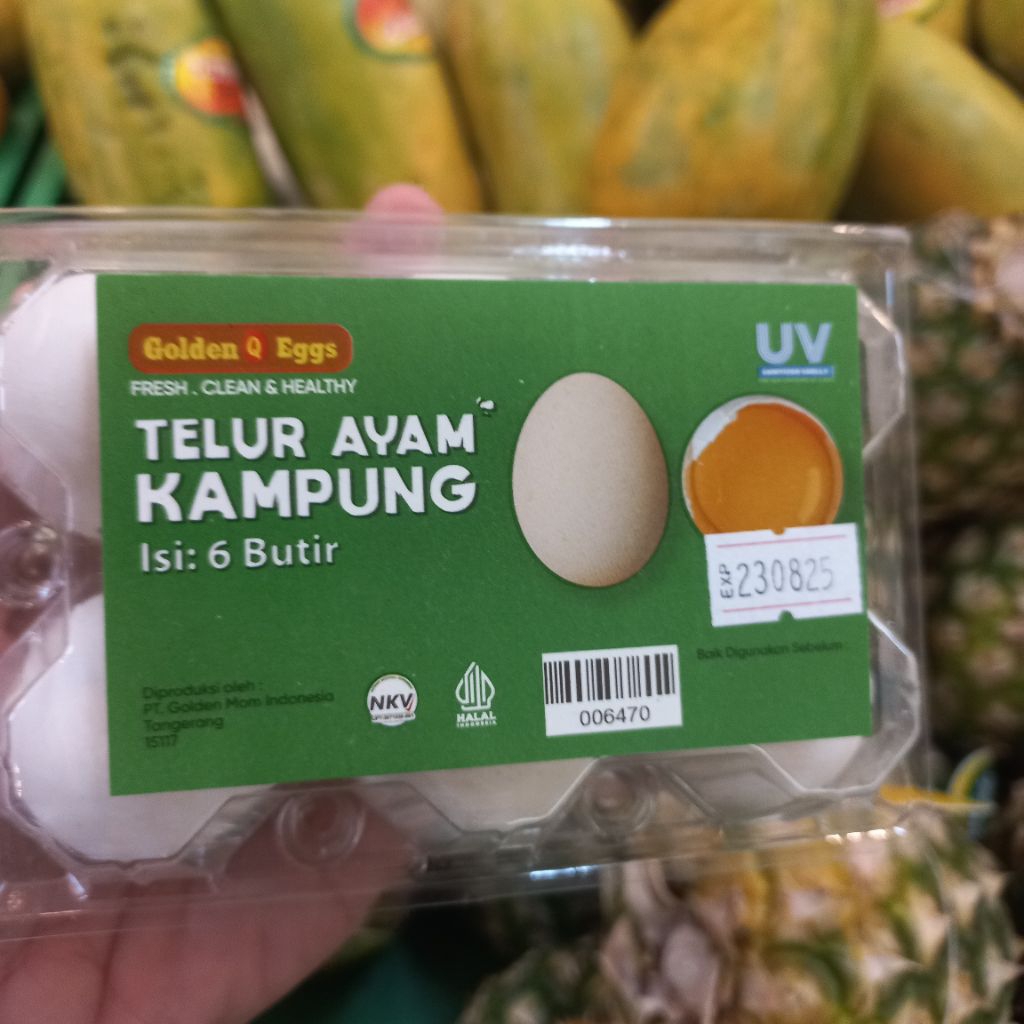 Golden Q Eggs
FRESH . CLEAN & HEALTHY
TELUR AYAM
KAMPUNG
Isi: 6 Butir
UV
EXP 230825
Baik Digunakan Sebelum :
Diproduksi oleh :
PT. Golden Mom Indonesia
Tangerang
15117
NKV
HALAL
INDONESIA
006470